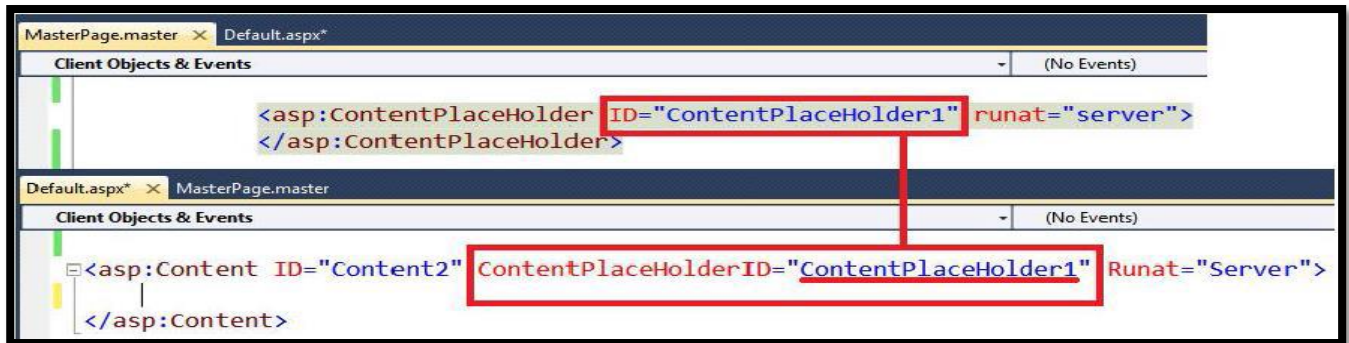 MasterPage.master × Default.aspx*
Client Objects & Events (No Events)
<asp:ContentPlaceHolder ID="ContentPlaceHolder1" runat="server">
</asp:ContentPlaceHolder>
Default.aspx* × MasterPage.master
Client Objects & Events (No Events)
<asp:Content ID="Content2" ContentPlaceHolderID="ContentPlaceHolder1" Runat="Server">
</asp:Content>